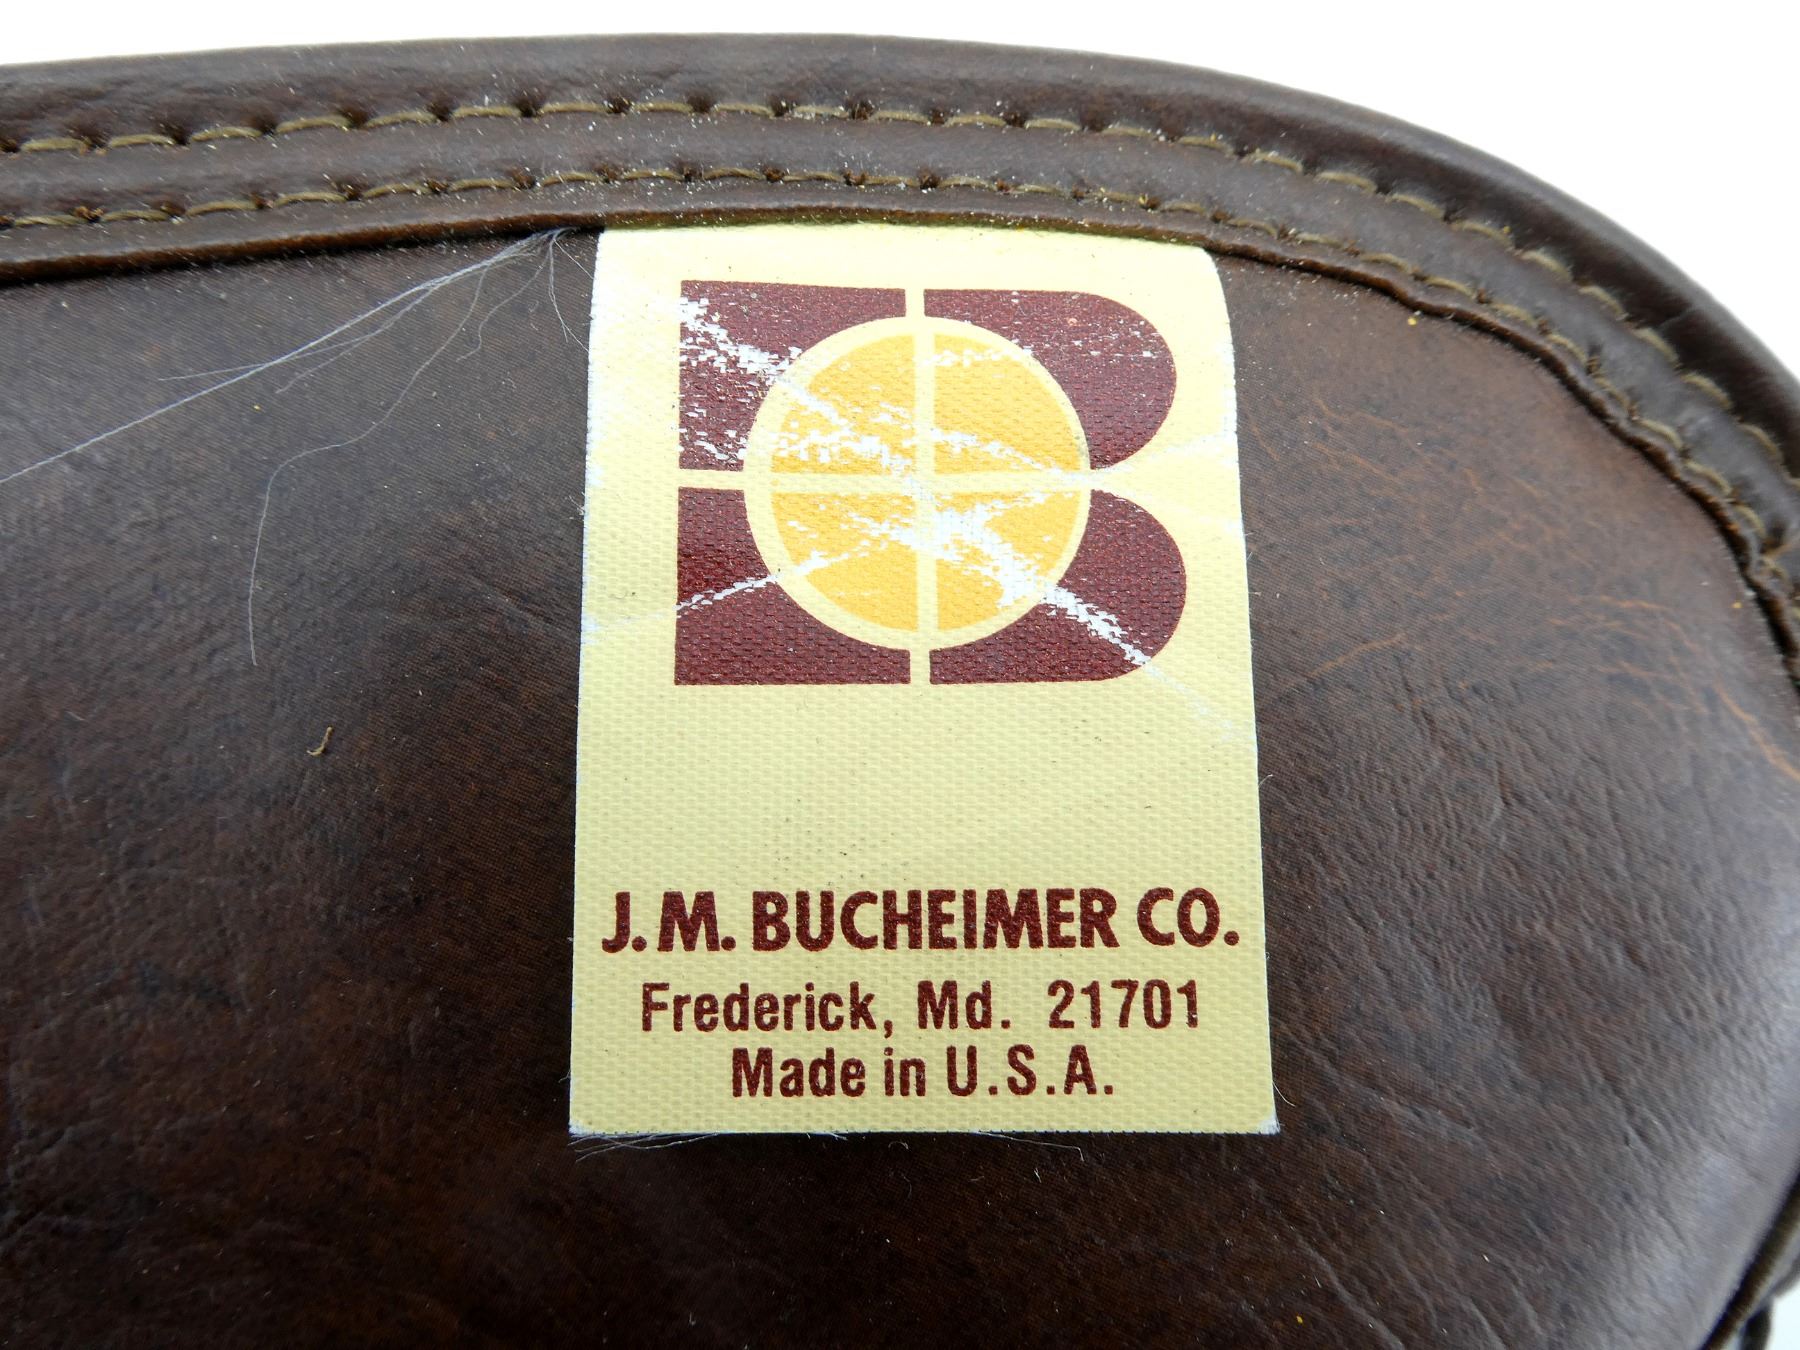 B
J.M. BUCHEIMER CO.
Frederick, Md. 21701
Made in U.S.A.